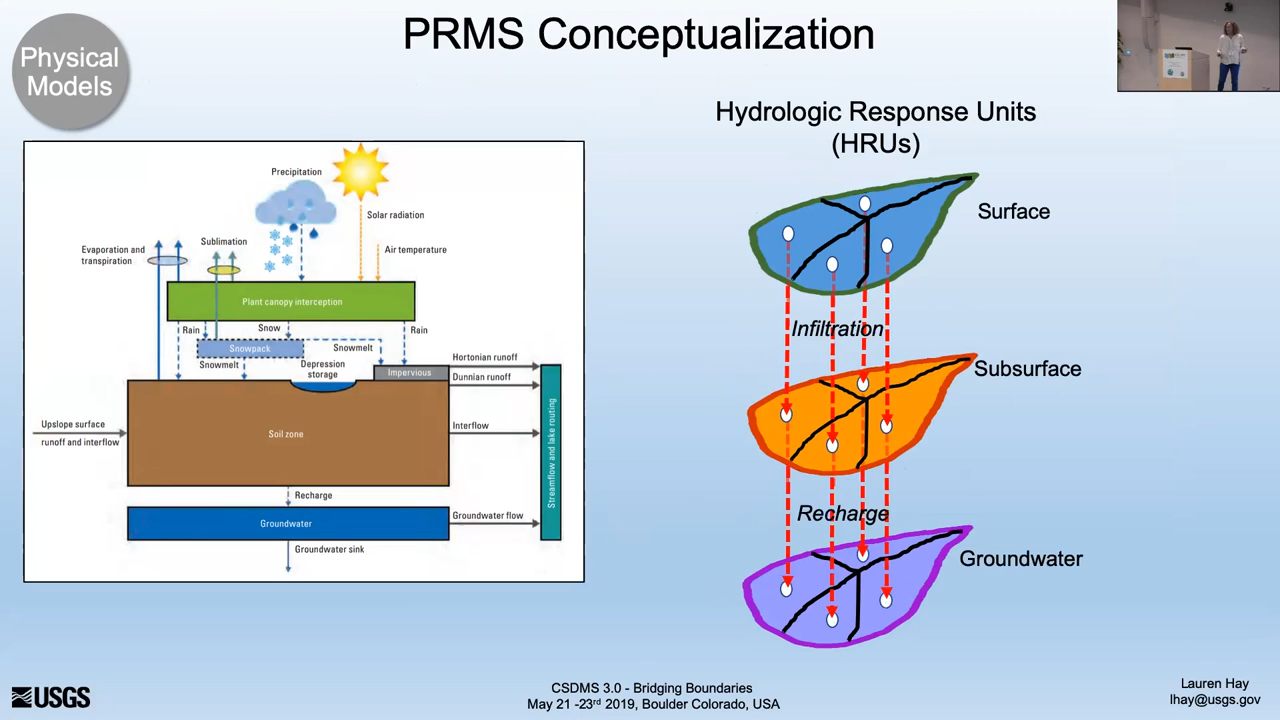 PRMS Conceptualization
Physical
Models
Hydrologic Response Units
(HRUs)
Precipitation
Solar radiation
Evaporation and
transpiration
Sublimation
Air temperature
Plant canopy interception
Rain
Snow
Rain
Snowpack
Snowmelt
Snowmelt
Depression
storage
Impervious
Hortonian runoff
Dunnian runoff
Upslope surface
runoff and interflow
Soil zone
Interflow
Streamflow and lake routing
Recharge
Groundwater
Groundwater flow
Groundwater sink
Surface
Infiltration
Subsurface
Recharge
Groundwater
USGS
CSDMS 3.0 - Bridging Boundaries
May 21 -23rd 2019, Boulder Colorado, USA
Lauren Hay
lhay@usgs.gov